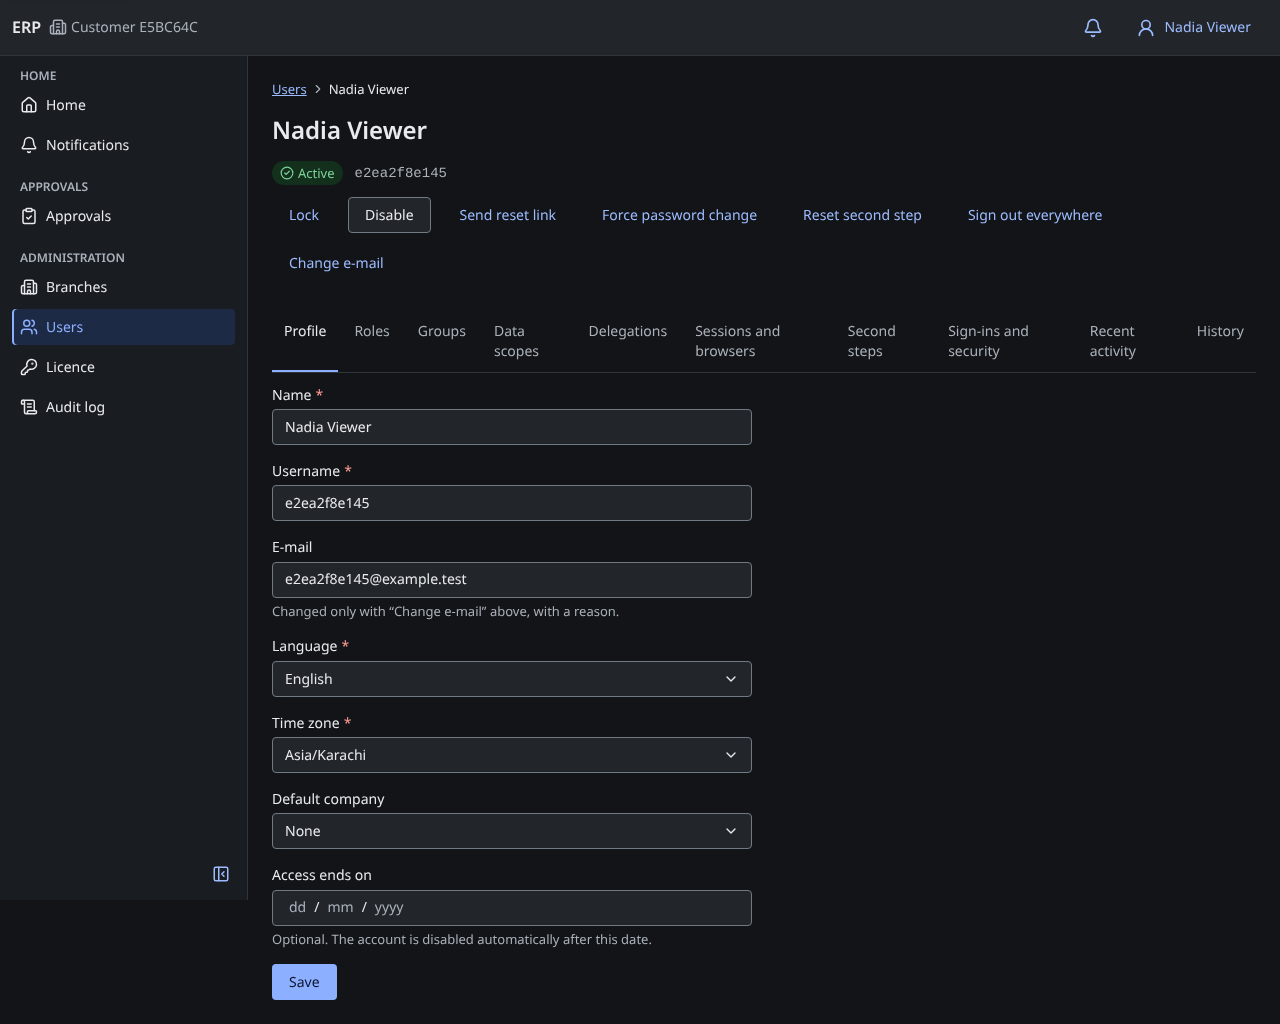 ERP Customer E5BC64C
Nadia Viewer
HOME
Home
Notifications
APPROVALS
Approvals
ADMINISTRATION
Branches
Users
Licence
Audit log
Users > Nadia Viewer
Nadia Viewer
Active e2ea2f8e145
Lock Disable Send reset link Force password change Reset second step Sign out everywhere
Change e-mail
Profile Roles Groups Data scopes Delegations Sessions and browsers Second steps Sign-ins and security Recent activity History
Name *
Nadia Viewer
Username *
e2ea2f8e145
E-mail
e2ea2f8e145@example.test
Changed only with “Change e-mail” above, with a reason.
Language *
English
Time zone *
Asia/Karachi
Default company
None
Access ends on
dd / mm / yyyy
Optional. The account is disabled automatically after this date.
Save